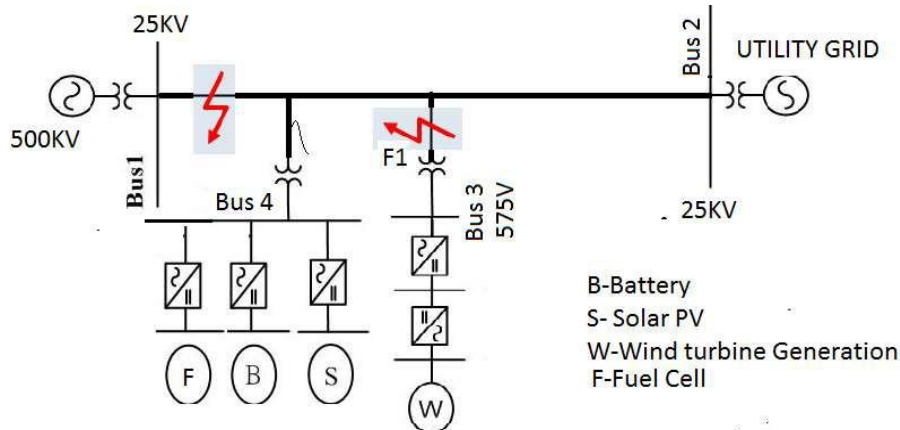 25KV
Bus 2
UTILITY GRID
500KV
F1
Bus1
Bus 4
Bus 3
575V
25KV
F
B
S
W
B-Battery
S- Solar PV
W-Wind turbine Generation
F-Fuel Cell